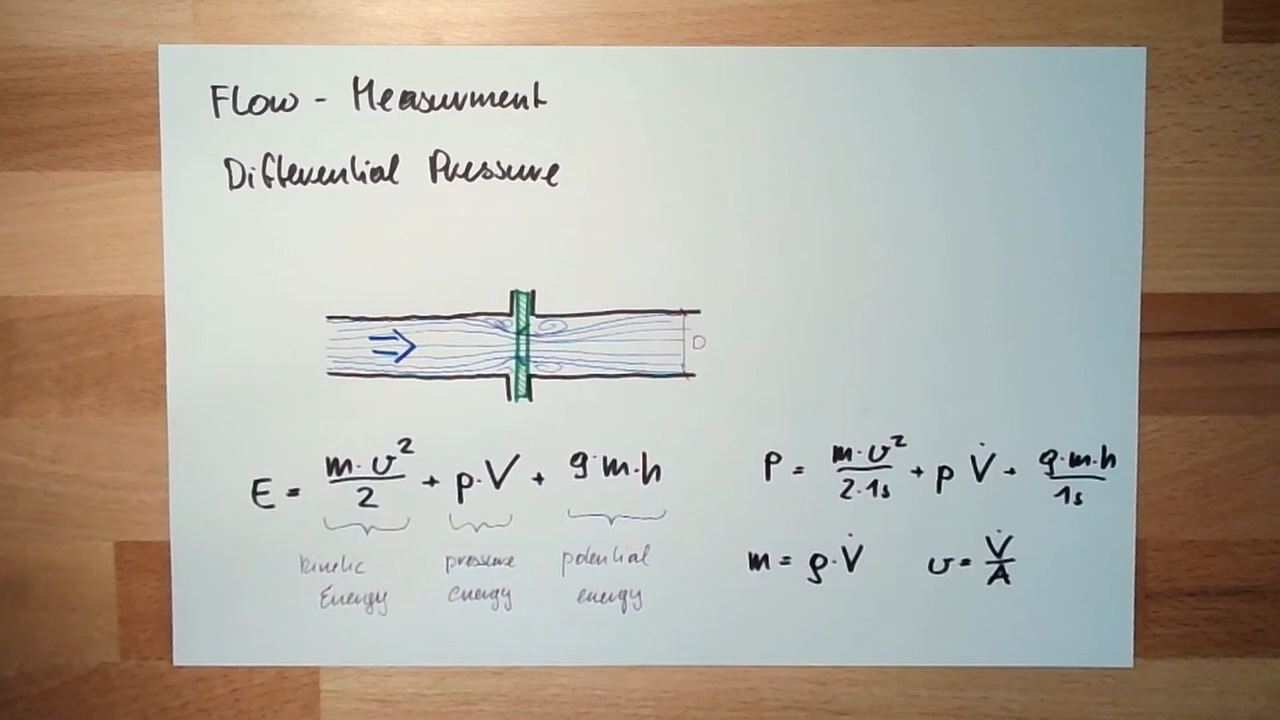 Flow - Measurment
Differential Pressure
D
E = m·v²/2 + p·V + g·m·h
kinetic Energy
pressure energy
potential energy
P = m·v²/2·1s + p V̇ + g·m·h/1s
m = ρ·V̇
v = V̇/A